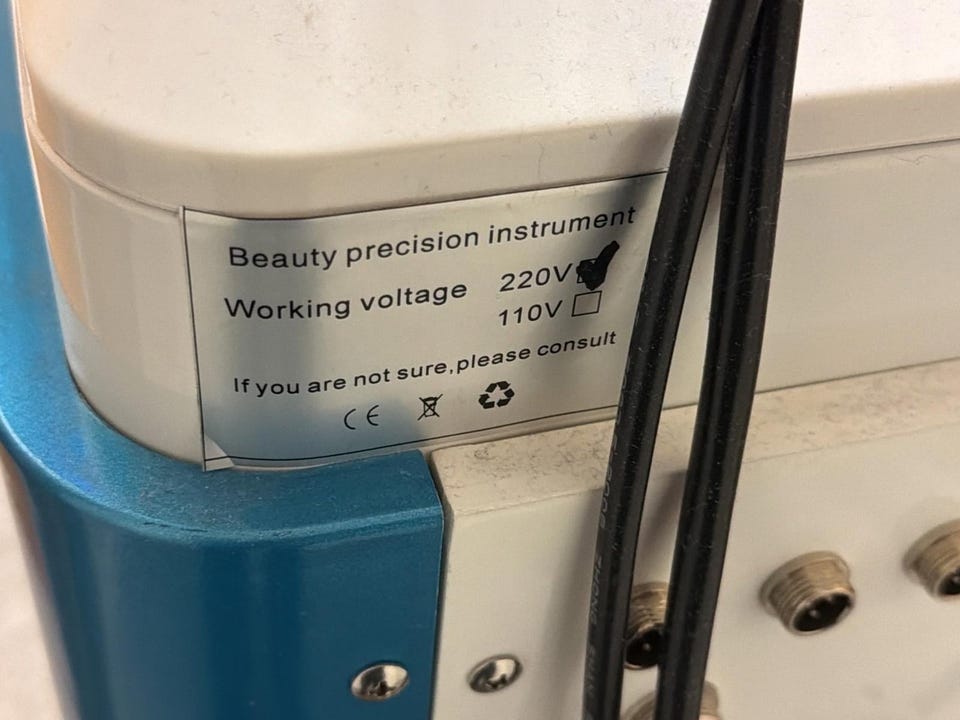 Beauty precision instrument
Working voltage 220V
110V
If you are not sure,please consult
CE